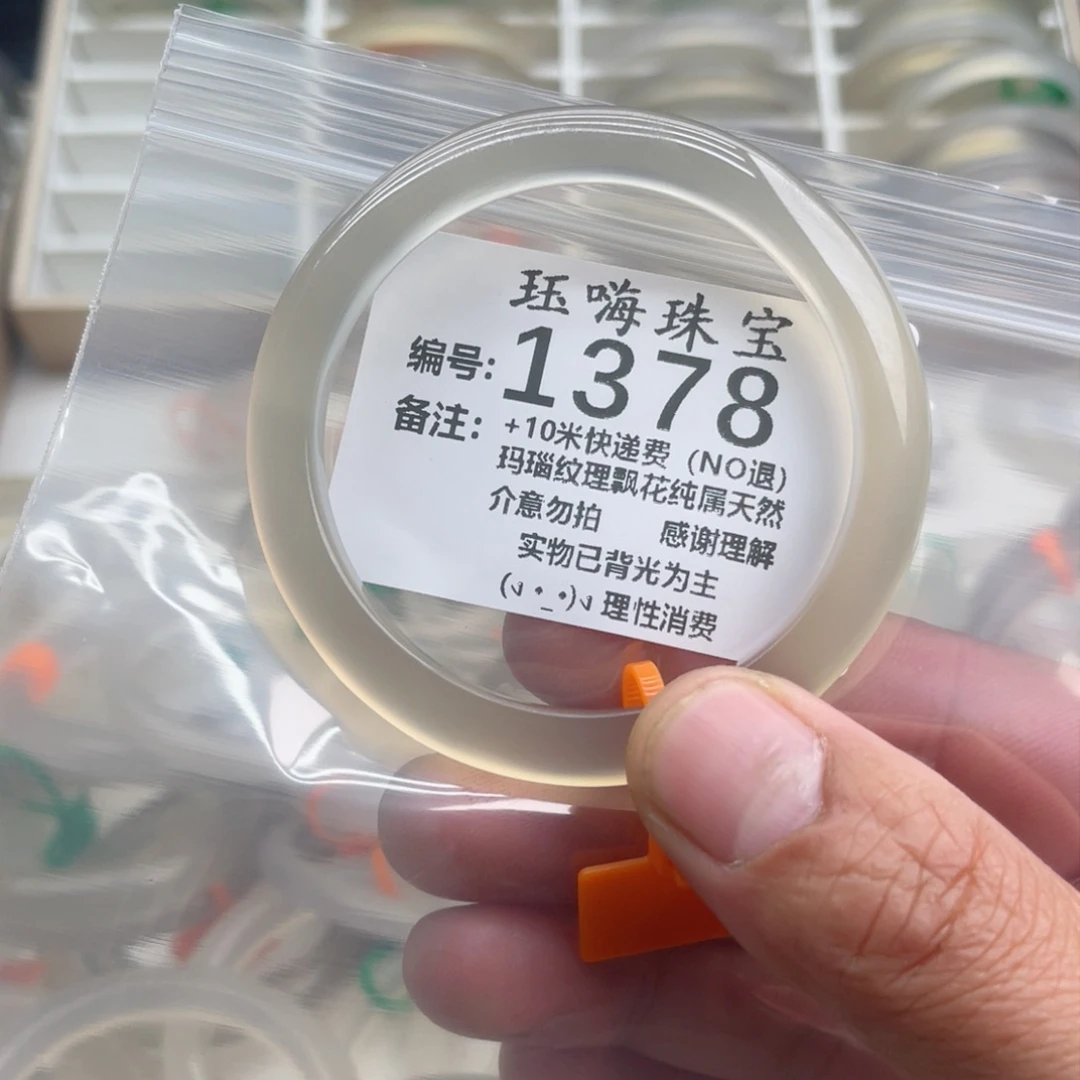 珏嗨珠宝
编号: 1378
备注: +10米快递费 (NO退)
玛瑙纹理飘花纯属天然
介意勿拍 感谢理解
实物已背光为主
(ง •̀_•́)ง 理性消费